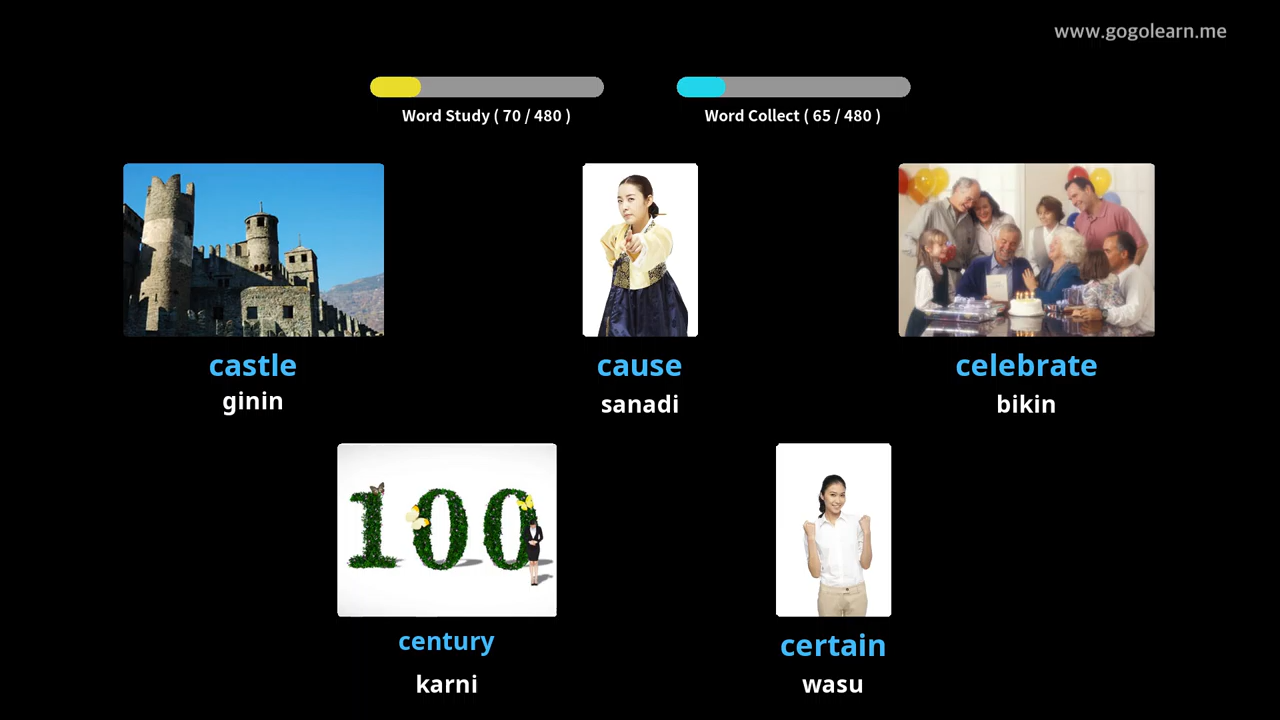 www.gogolearn.me
Word Study ( 70 / 480 )
Word Collect ( 65 / 480 )
castle
ginin
cause
sanadi
celebrate
bikin
100
century
karni
certain
wasu